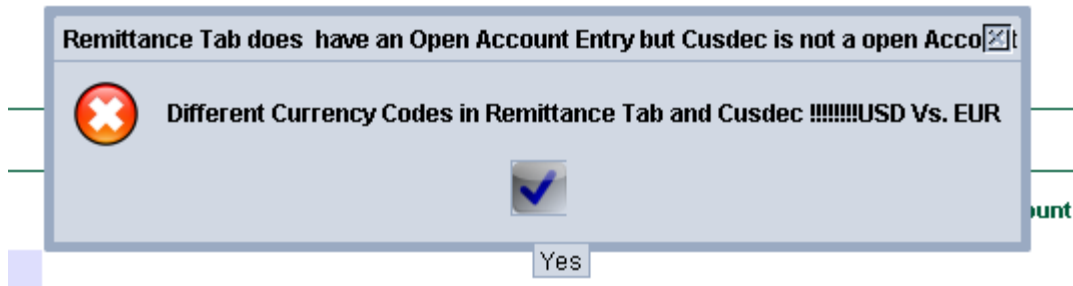 Remittance Tab does  have an Open Account Entry but Cusdec is not a open Acco t
Different Currency Codes in Remittance Tab and Cusdec !!!!!!!!!USD Vs. EUR
ount
Yes